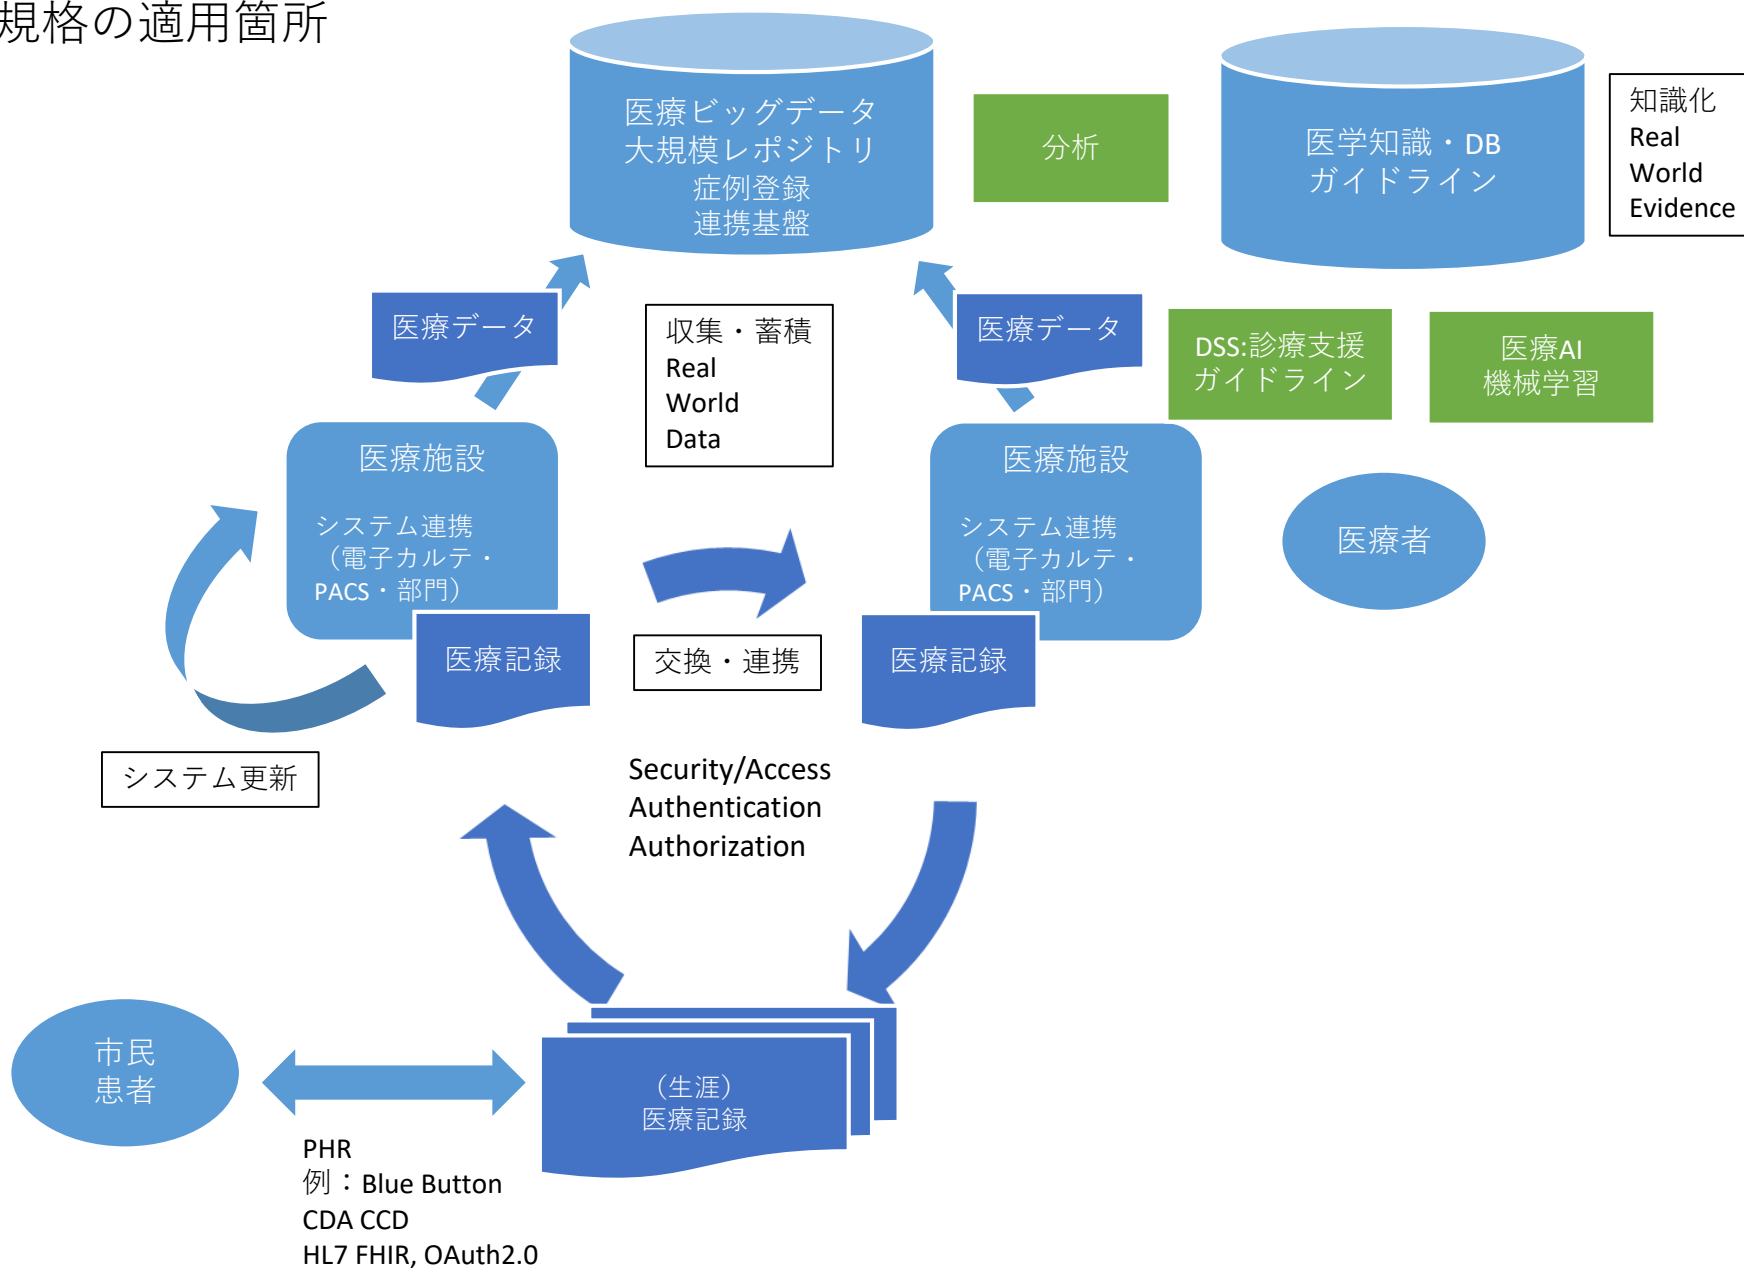 規格の適用箇所
医療ビッグデータ
大規模レポジトリ
症例登録
連携基盤
分析
医学知識・DB
ガイドライン
知識化
Real
World
Evidence
医療データ
収集・蓄積
Real
World
Data
医療データ
DSS:診療支援
ガイドライン
医療AI
機械学習
医療施設
システム連携
（電子カルテ・
PACS・部門）
医療施設
システム連携
（電子カルテ・
PACS・部門）
医療者
医療記録
交換・連携
医療記録
システム更新
Security/Access
Authentication
Authorization
市民
患者
（生涯）
医療記録
PHR
例：Blue Button
CDA CCD
HL7 FHIR, OAuth2.0